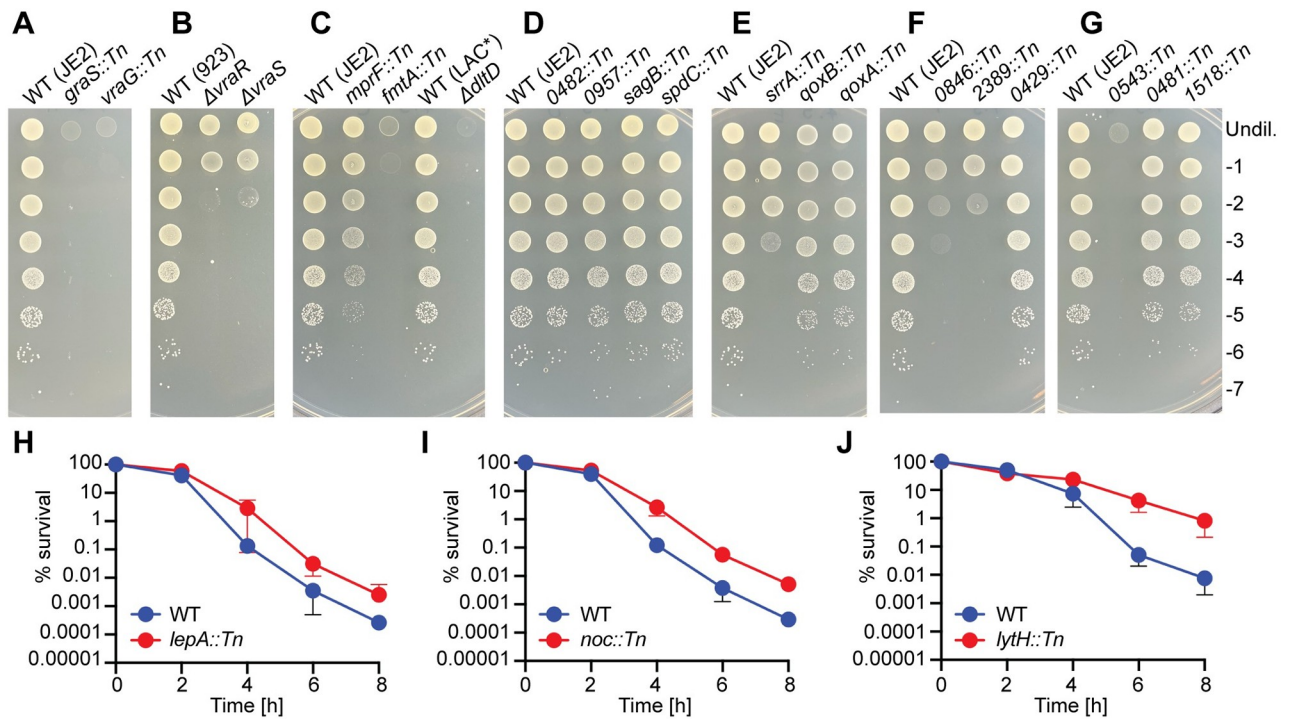 A B C D E F G
WT (JE2) graS::Tn vraG::Tn
WT (923) ΔvraR ΔvraS
WT (JE2) mprF::Tn fmtA::Tn WT (LAC*) ΔdltD
WT (JE2) 0482::Tn 0957::Tn sagB::Tn spdC::Tn
WT (JE2) srrA::Tn qoxB::Tn qoxA::Tn
WT (JE2) 0846::Tn 2389::Tn 0429::Tn
WT (JE2) 0543::Tn 0481::Tn 1518::Tn
Undil.
-1
-2
-3
-4
-5
-6
-7
H
% survival
100
10
1
0.1
0.01
0.001
0.0001
0.00001
WT
lepA::Tn
0 2 4 6 8
Time [h]
I
% survival
100
10
1
0.1
0.01
0.001
0.0001
0.00001
WT
noc::Tn
0 2 4 6 8
Time [h]
J
% survival
100
10
1
0.1
0.01
0.001
0.0001
0.00001
WT
lytH::Tn
0 2 4 6 8
Time [h]